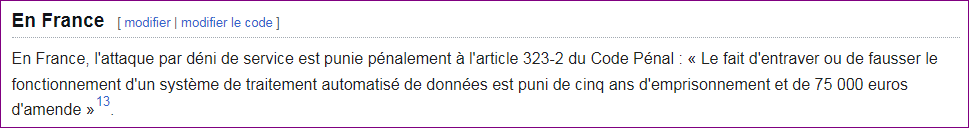 En France [ modifier | modifier le code ]
En France, l'attaque par déni de service est punie pénalement à l'article 323-2 du Code Pénal : « Le fait d'entraver ou de fausser le
fonctionnement d'un système de traitement automatisé de données est puni de cinq ans d'emprisonnement et de 75 000 euros
d'amende »13.